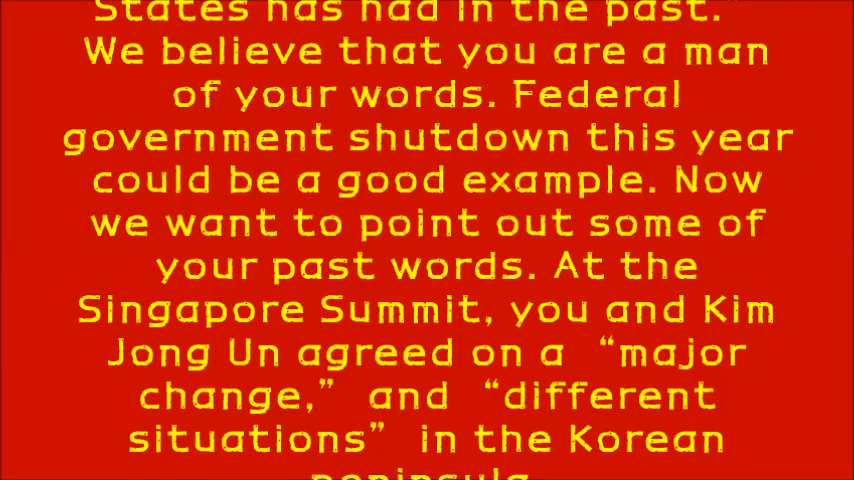 States has had in the past.”
We believe that you are a man
of your words. Federal
government shutdown this year
could be a good example. Now
we want to point out some of
your past words. At the
Singapore Summit, you and Kim
Jong Un agreed on a “major
change,” and “different
situations” in the Korean
peninsula